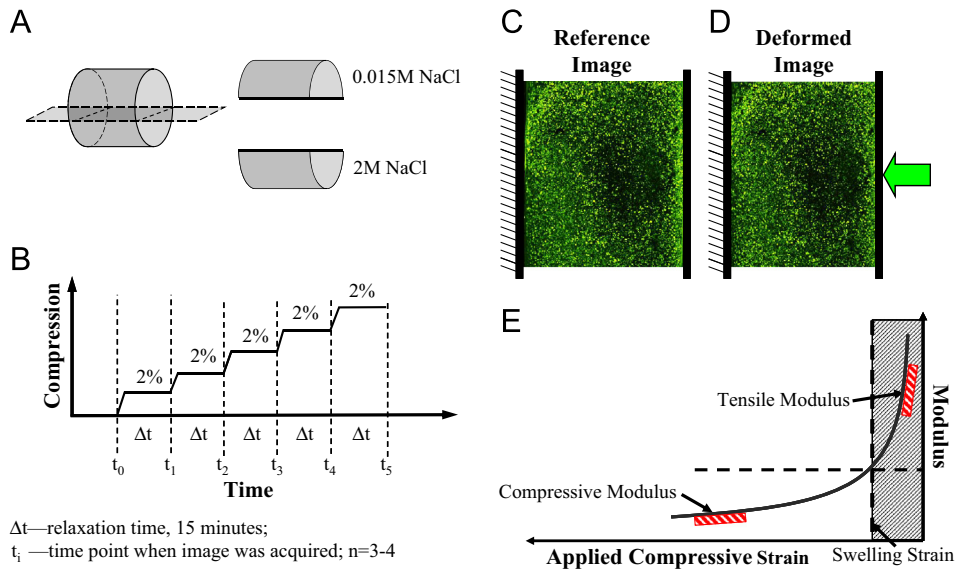 A
0.015M NaCl
2M NaCl
B
Compression
2%
2%
2%
2%
2%
Δt
Δt
Δt
Δt
Δt
t0
t1
t2
t3
t4
t5
Time
Δt—relaxation time, 15 minutes;
ti —time point when image was acquired; n=3-4
C
Reference
Image
D
Deformed
Image
E
Tensile Modulus
Modulus
Compressive Modulus
Applied Compressive Strain
Swelling Strain